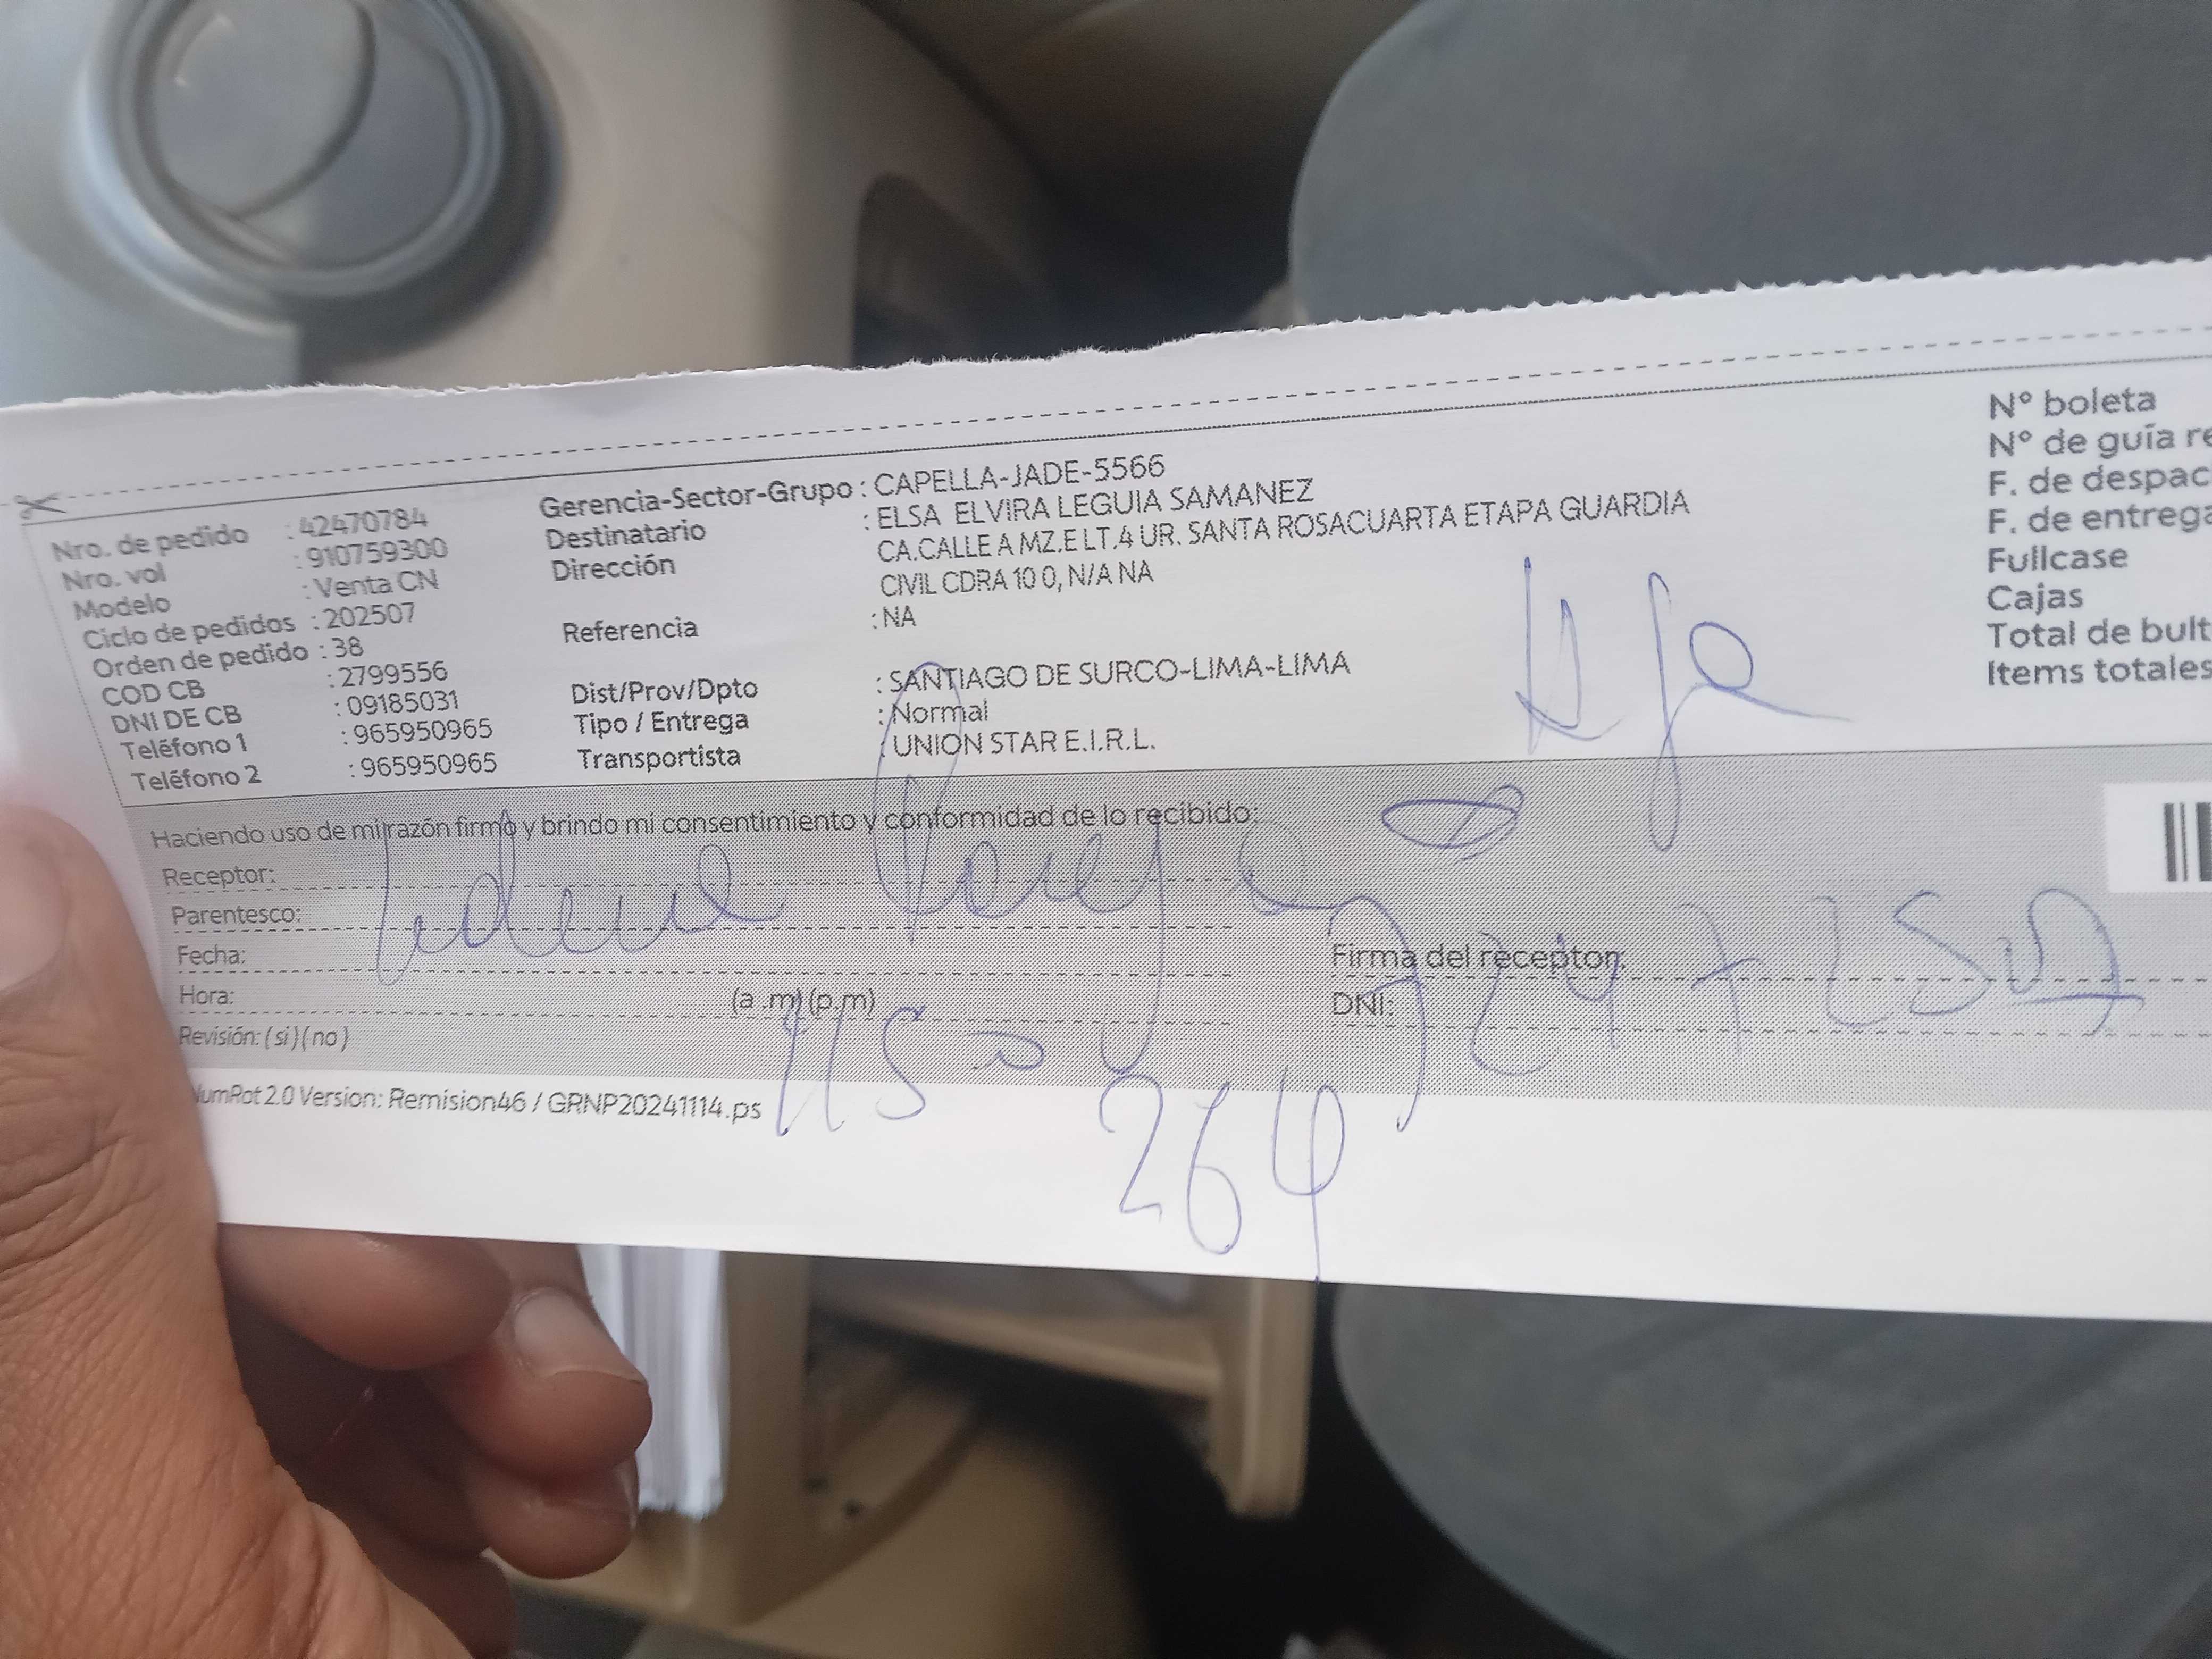 Nro. de pedido : 42470784
Nro. vol : 910759300
Modelo : Venta CN
Ciclo de pedidos : 202507
Orden de pedido : 38
COD CB : 2799556
DNI DE CB : 09185031
Teléfono 1 : 965950965
Teléfono 2 : 965950965
Gerencia-Sector-Grupo : CAPELLA-JADE-5566
Destinatario : ELSA ELVIRA LEGUIA SAMANEZ
Dirección CA.CALLE A MZ.E LT.4 UR. SANTA ROSACUARTA ETAPA GUARDIA
CIVIL CDRA 10 0, N/A NA
Referencia : NA
Dist/Prov/Dpto : SANTIAGO DE SURCO-LIMA-LIMA
Tipo / Entrega : Normal
Transportista : UNION STAR E.I.R.L.
N° boleta
N° de guía re
F. de despac
F. de entrega
Fullcase
Cajas
Total de bult
Items totales
Haciendo uso de mi razón firmo y brindo mi consentimiento y conformidad de lo recibido:
Receptor:
Parentesco:
Fecha:
Hora: (a .m) (p.m)
Revisión: ( si ) ( no )
Firma del receptor:
DNI:
264
NumRot 2.0 Version: Remision46 / GRNP20241114.ps